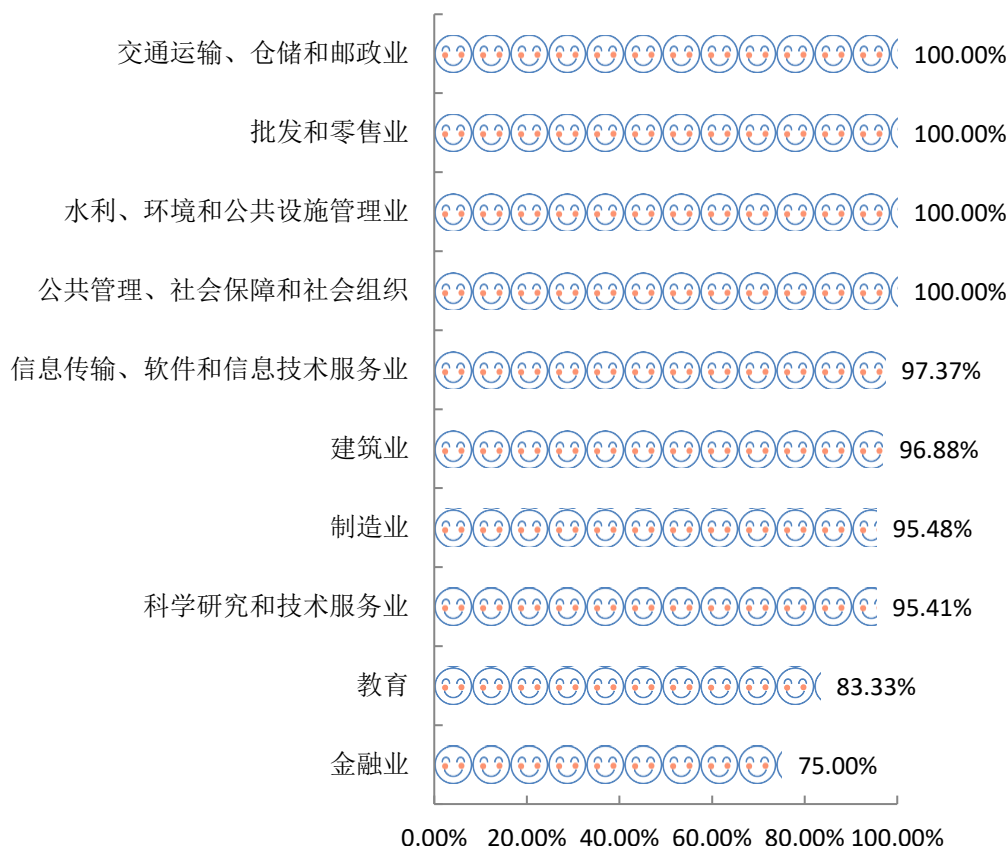 交通运输、仓储和邮政业 100.00%
批发和零售业 100.00%
水利、环境和公共设施管理业 100.00%
公共管理、社会保障和社会组织 100.00%
信息传输、软件和信息技术服务业 97.37%
建筑业 96.88%
制造业 95.48%
科学研究和技术服务业 95.41%
教育 83.33%
金融业 75.00%
0.00% 20.00% 40.00% 60.00% 80.00% 100.00%